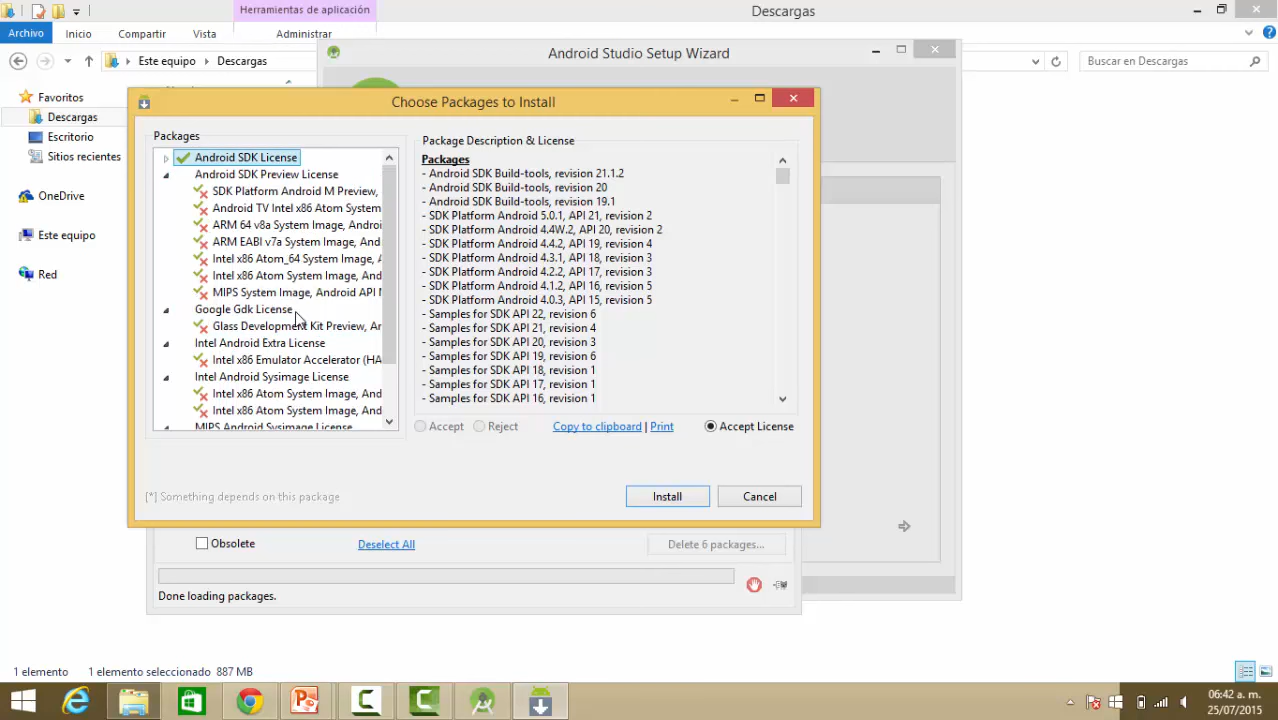 Herramientas de aplicación
Descargas
Archivo
Inicio
Compartir
Vista
Administrar
Este equipo
Descargas
Buscar en Descargas
Android Studio Setup Wizard
Favoritos
Descargas
Escritorio
Sitios recientes
OneDrive
Este equipo
Red
Choose Packages to Install
Packages
Android SDK License
Android SDK Preview License
SDK Platform Android M Preview,
Android TV Intel x86 Atom System
ARM 64 v8a System Image, Androi
ARM EABI v7a System Image, And
Intel x86 Atom_64 System Image,
Intel x86 Atom System Image, And
MIPS System Image, Android API
Google Gdk License
Glass Development Kit Preview, Ar
Intel Android Extra License
Intel x86 Emulator Accelerator (HA
Intel Android Sysimage License
Intel x86 Atom System Image, And
Intel x86 Atom System Image, And
MIPS Android Sysimage License
Package Description & License
Packages
- Android SDK Build-tools, revision 21.1.2
- Android SDK Build-tools, revision 20
- Android SDK Build-tools, revision 19.1
- SDK Platform Android 5.0.1, API 21, revision 2
- SDK Platform Android 4.4W.2, API 20, revision 2
- SDK Platform Android 4.4.2, API 19, revision 4
- SDK Platform Android 4.3.1, API 18, revision 3
- SDK Platform Android 4.2.2, API 17, revision 3
- SDK Platform Android 4.1.2, API 16, revision 5
- SDK Platform Android 4.0.3, API 15, revision 5
- Samples for SDK API 22, revision 6
- Samples for SDK API 21, revision 4
- Samples for SDK API 20, revision 3
- Samples for SDK API 19, revision 6
- Samples for SDK API 18, revision 1
- Samples for SDK API 17, revision 1
- Samples for SDK API 16, revision 1
Accept
Reject
Copy to clipboard | Print
Accept License
[*] Something depends on this package
Install
Cancel
Obsolete
Deselect All
Delete 6 packages...
Done loading packages.
1 elemento
1 elemento seleccionado 887 MB
06:42 a. m.
25/07/2015